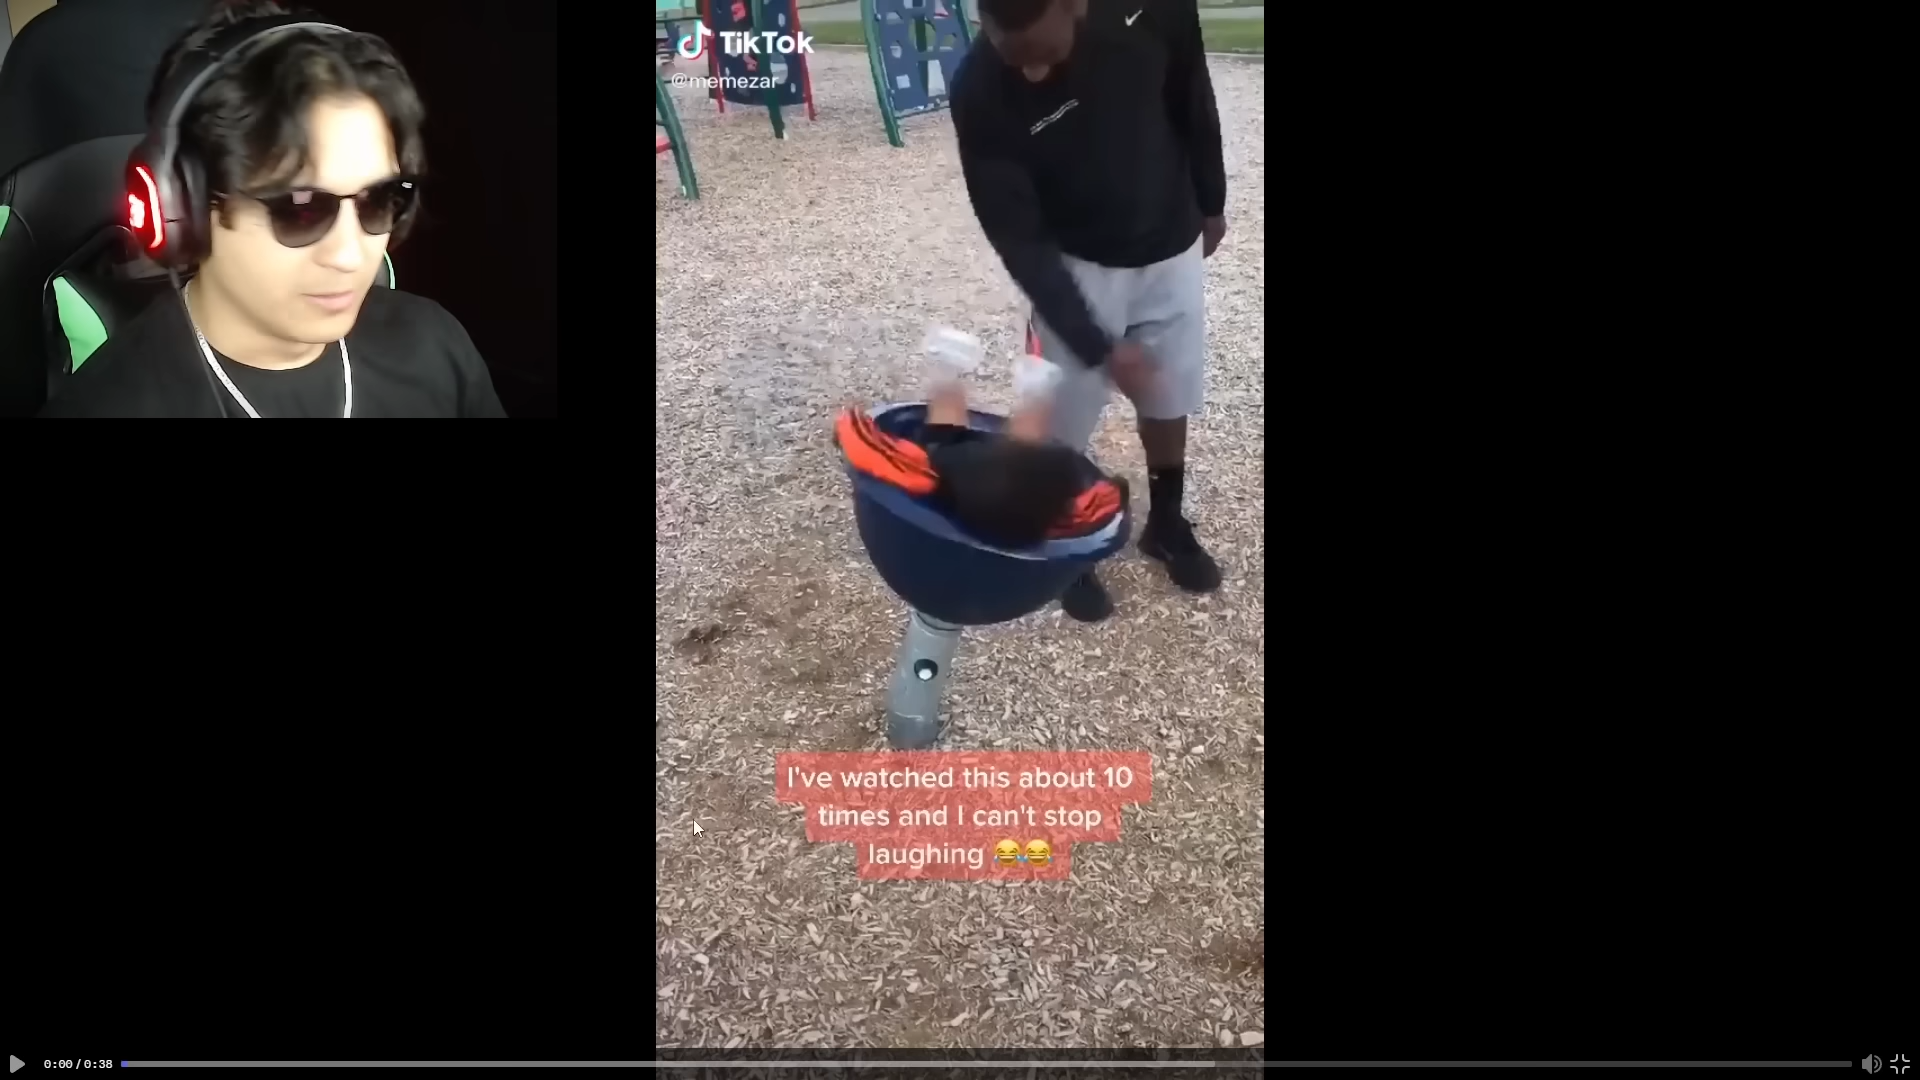 TikTok
@memezar
I've watched this about 10
times and I can't stop
laughing 😂😂
0:00 / 0:38